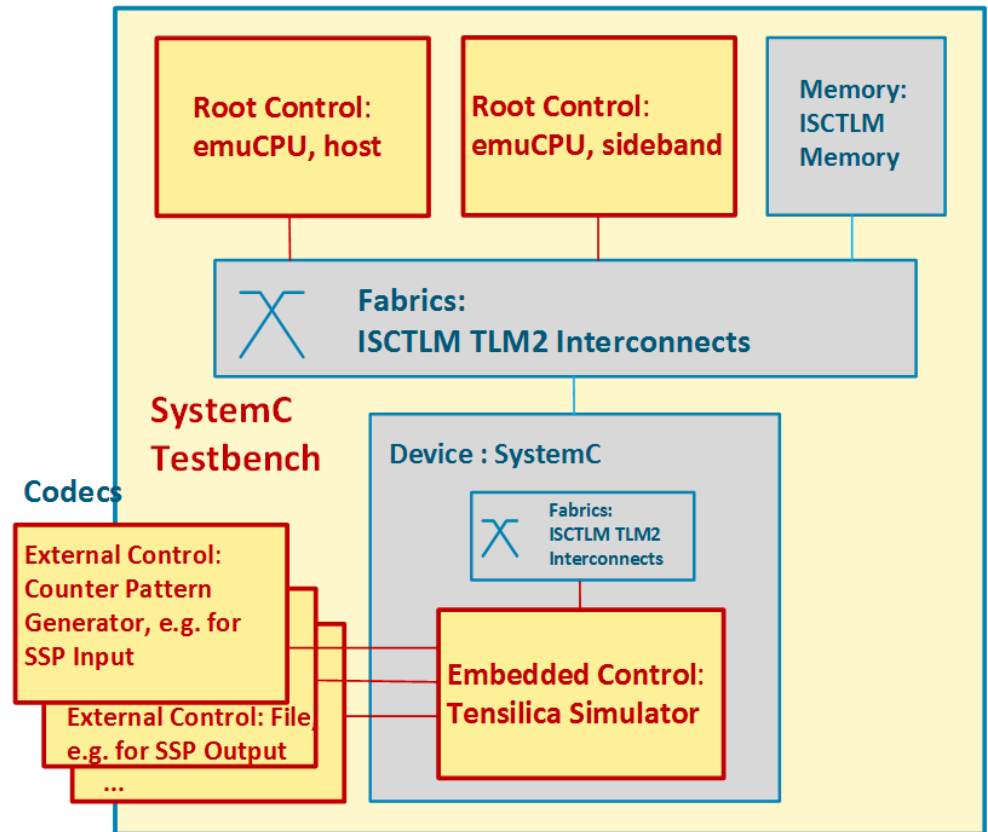 Root Control:
emuCPU, host
Root Control:
emuCPU, sideband
Memory:
ISCTLM
Memory
Fabrics:
ISCTLM TLM2 Interconnects
SystemC
Testbench
Device : SystemC
Fabrics:
ISCTLM TLM2
Interconnects
Codecs
External Control:
Counter Pattern
Generator, e.g. for
SSP Input
Embedded Control:
Tensilica Simulator
External Control: File,
e.g. for SSP Output
...